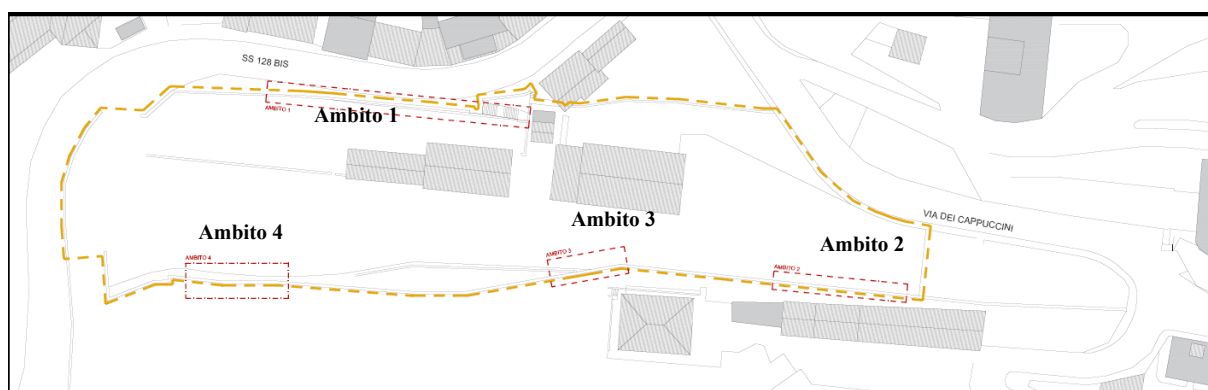 SS 128 BIS
AMBITO 1
Ambito 1
VIA DEI CAPPUCCINI
Ambito 3
Ambito 4
Ambito 2
AMBITO 3
AMBITO 4
AMBITO 2